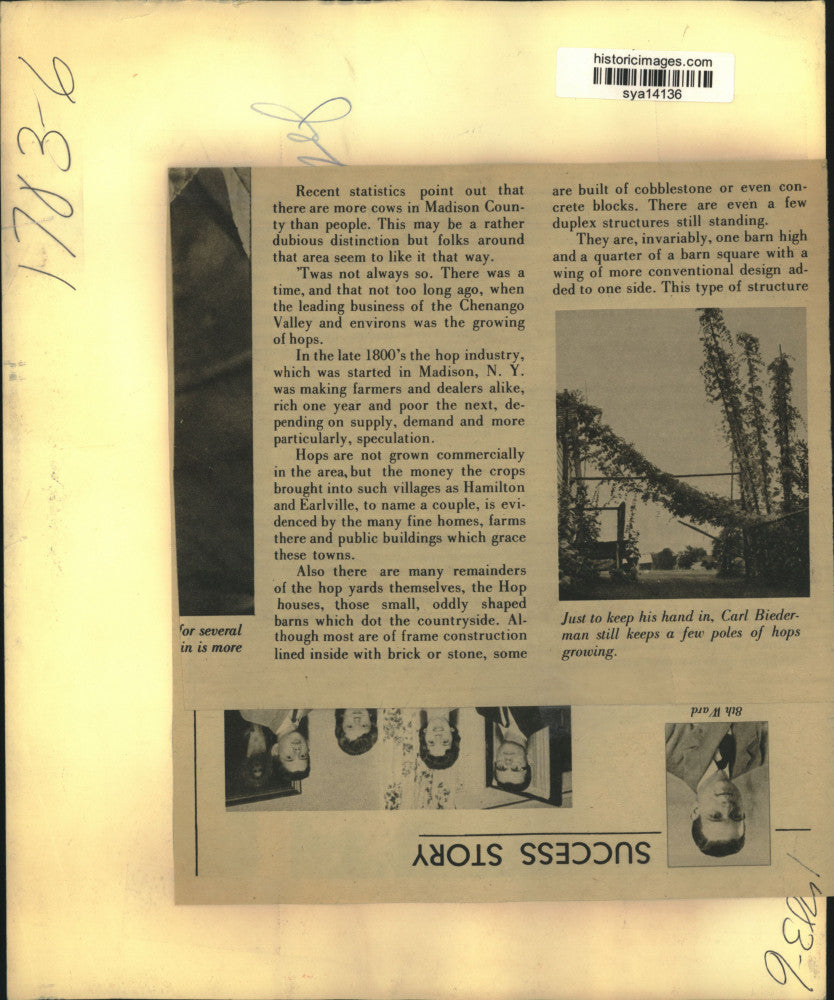 historicimages.com
sya14136
1783-6
Recent statistics point out that
there are more cows in Madison Coun-
ty than people. This may be a rather
dubious distinction but folks around
that area seem to like it that way.
'Twas not always so. There was a
time, and that not too long ago, when
the leading business of the Chenango
Valley and environs was the growing
of hops.
In the late 1800's the hop industry,
which was started in Madison, N. Y.
was making farmers and dealers alike,
rich one year and poor the next, de-
pending on supply, demand and more
particularly, speculation.
Hops are not grown commercially
in the area, but the money the crops
brought into such villages as Hamilton
and Earlville, to name a couple, is evi-
denced by the many fine homes, farms
there and public buildings which grace
these towns.
Also there are many remainders
of the hop yards themselves, the Hop
houses, those small, oddly shaped
barns which dot the countryside. Al-
though most are of frame construction
lined inside with brick or stone, some
are built of cobblestone or even con-
crete blocks. There are even a few
duplex structures still standing.
They are, invariably, one barn high
and a quarter of a barn square with a
wing of more conventional design ad-
ded to one side. This type of structure
Just to keep his hand in, Carl Bieder-
man still keeps a few poles of hops
growing.
for several
in is more
8th Ward
SUCCESS STORY
1783-6